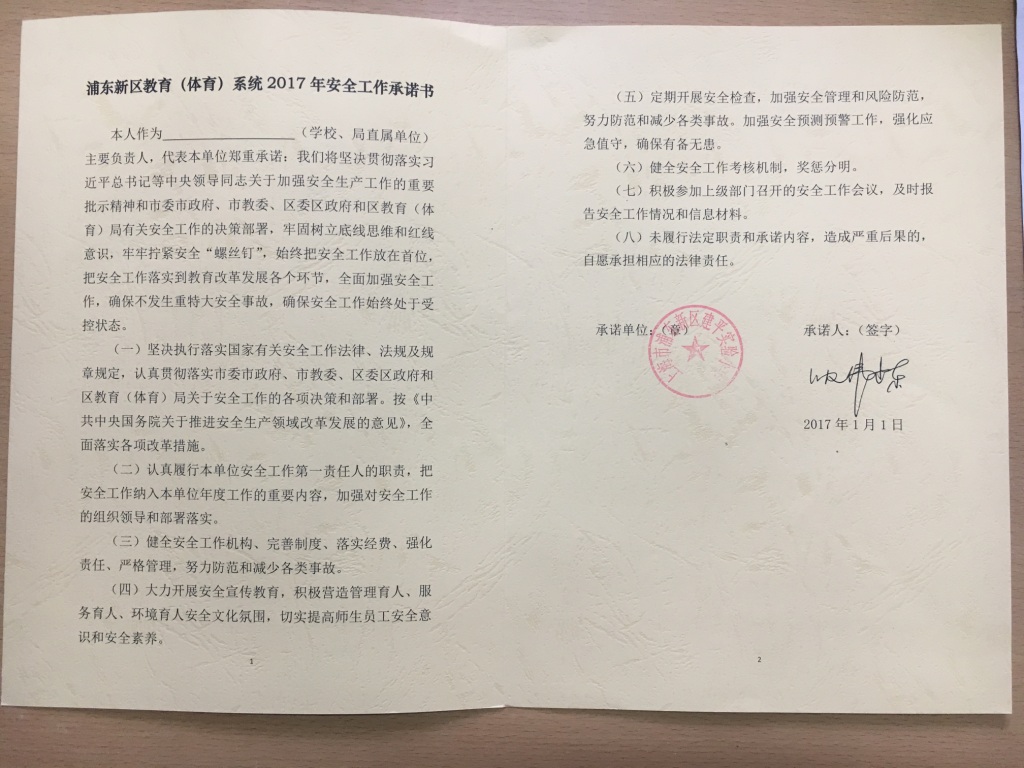 浦东新区教育（体育）系统2017年安全工作承诺书
本人作为____________________（学校、局直属单位）
主要负责人，代表本单位郑重承诺：我们将坚决贯彻落实习
近平总书记等中央领导同志关于加强安全生产工作的重要
批示精神和市委市政府、市教委、区委区政府和区教育（体
育）局有关安全工作的决策部署，牢固树立底线思维和红线
意识，牢牢拧紧安全“螺丝钉”，始终把安全工作放在首位，
把安全工作落实到教育改革发展各个环节，全面加强安全工
作，确保不发生重特大安全事故，确保安全工作始终处于受
控状态。
（一）坚决执行落实国家有关安全工作法律、法规及规
章规定，认真贯彻落实市委市政府、市教委、区委区政府和
区教育（体育）局关于安全工作的各项决策和部署。按《中
共中央国务院关于推进安全生产领域改革发展的意见》，全
面落实各项改革措施。
（二）认真履行本单位安全工作第一责任人的职责，把
安全工作纳入本单位年度工作的重要内容，加强对安全工作
的组织领导和部署落实。
（三）健全安全工作机构、完善制度、落实经费、强化
责任、严格管理，努力防范和减少各类事故。
（四）大力开展安全宣传教育，积极营造管理育人、服
务育人、环境育人安全文化氛围，切实提高师生员工安全意
识和安全素养。
1
（五）定期开展安全检查，加强安全管理和风险防范，
努力防范和减少各类事故。加强安全预测预警工作，强化应
急值守，确保有备无患。
（六）健全安全工作考核机制，奖惩分明。
（七）积极参加上级部门召开的安全工作会议，及时报
告安全工作情况和信息材料。
（八）未履行法定职责和承诺内容，造成严重后果的，
自愿承担相应的法律责任。
承诺单位：（章）
承诺人：（签字）
上海市浦东新区建平实验
2017年1月1日
2